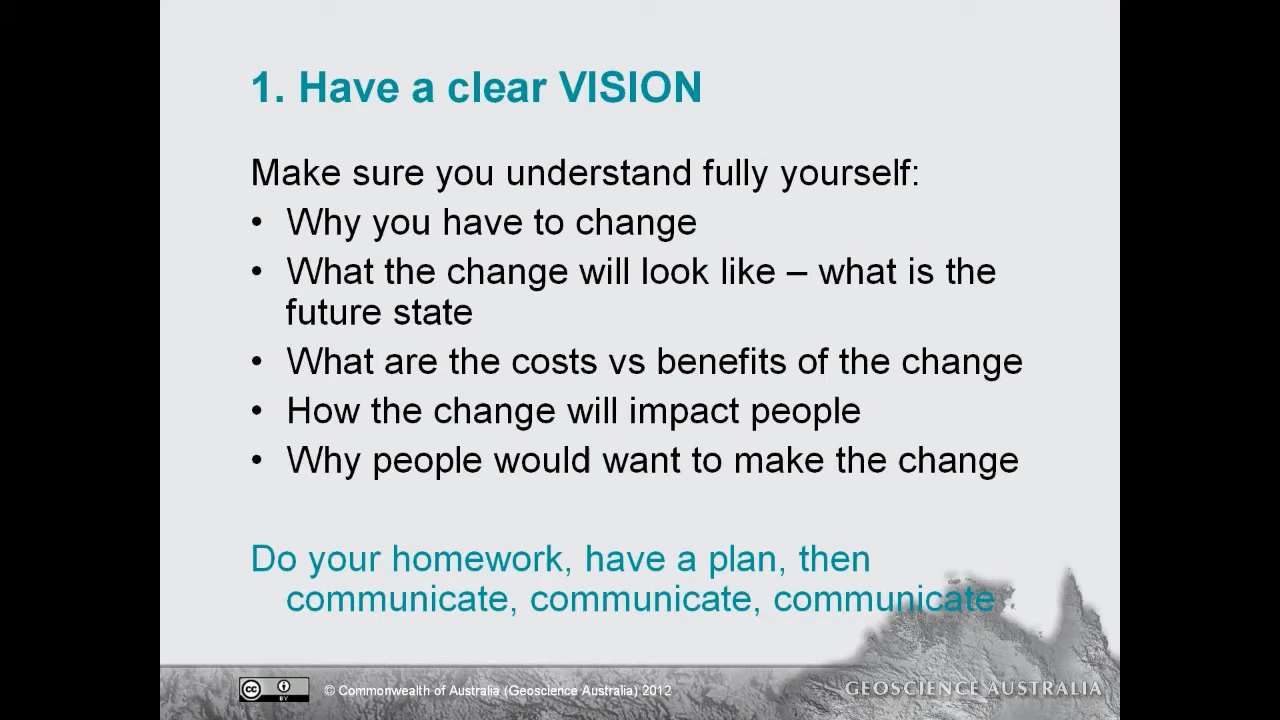 1. Have a clear VISION
Make sure you understand fully yourself:
• Why you have to change
• What the change will look like – what is the
future state
• What are the costs vs benefits of the change
• How the change will impact people
• Why people would want to make the change
Do your homework, have a plan, then
communicate, communicate, communicate
cc BY © Commonwealth of Australia (Geoscience Australia) 2012 GEOSCIENCE AUSTRALIA